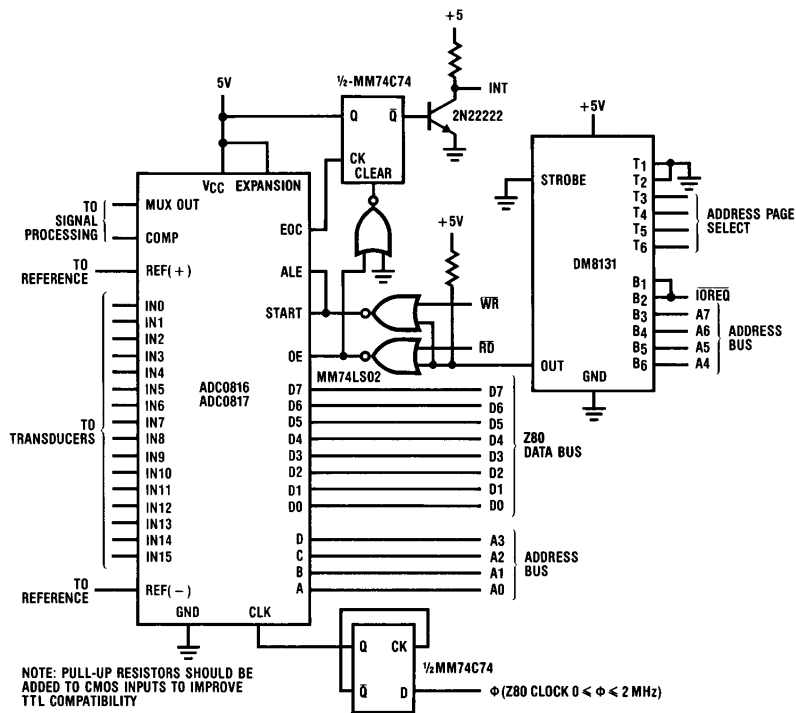 +5
½-MM74C74
INT
5V
Q
Q̅
2N22222
+5V
CK
CLEAR
VCC
EXPANSION
STROBE
T1
T2
T3
T4
T5
T6
ADDRESS PAGE
SELECT
TO
SIGNAL
PROCESSING
MUX OUT
COMP
EOC
+5V
DM8131
TO
REFERENCE
REF(+)
ALE
B1
B2
B3
B4
B5
B6
I̅O̅R̅E̅Q̅
A7
A6
A5
A4
ADDRESS
BUS
START
W̅R̅
R̅D̅
OE
MM74LS02
OUT
GND
TO
TRANSDUCERS
IN0
IN1
IN2
IN3
IN4
IN5
IN6
IN7
IN8
IN9
IN10
IN11
IN12
IN13
IN14
IN15
ADC0816
ADC0817
D7
D6
D5
D4
D3
D2
D1
D0
D7
D6
D5
D4
D3
D2
D1
D0
Z80
DATA BUS
D
C
B
A
A3
A2
A1
A0
ADDRESS
BUS
TO
REFERENCE
REF(−)
GND
CLK
Q
CK
Q̅
D
½MM74C74
Φ(Z80 CLOCK 0 ⩽ Φ ⩽ 2 MHz)
NOTE: PULL-UP RESISTORS SHOULD BE
ADDED TO CMOS INPUTS TO IMPROVE
TTL COMPATIBILITY